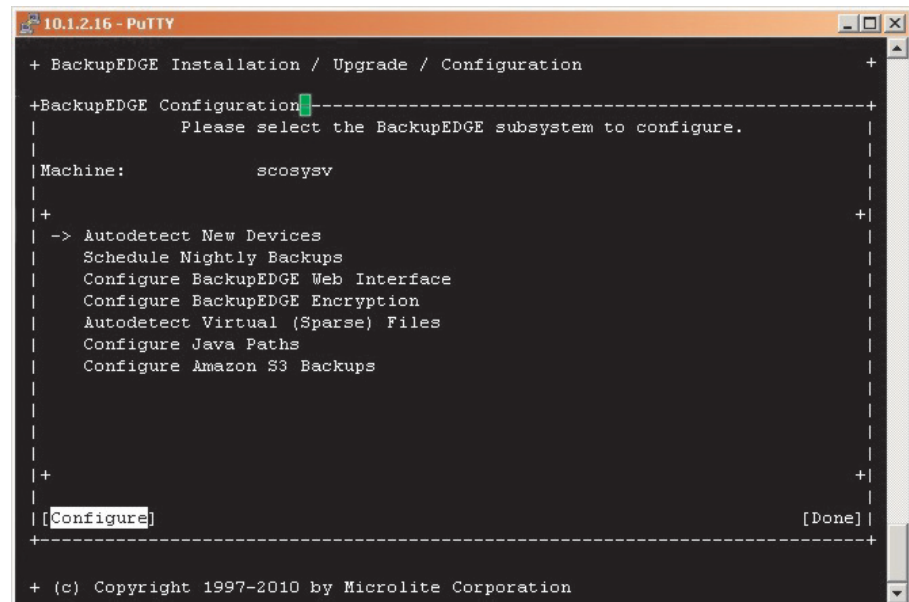 10.1.2.16 - PuTTY
+ BackupEDGE Installation / Upgrade / Configuration +
+BackupEDGE Configuration-----------------------------------------------------+
| Please select the BackupEDGE subsystem to configure. |
|Machine: scosysv |
|+ +|
| -> Autodetect New Devices |
| Schedule Nightly Backups |
| Configure BackupEDGE Web Interface |
| Configure BackupEDGE Encryption |
| Autodetect Virtual (Sparse) Files |
| Configure Java Paths |
| Configure Amazon S3 Backups |
|+ +|
|[Configure] [Done]|
+-----------------------------------------------------------------------------+
+ (c) Copyright 1997-2010 by Microlite Corporation